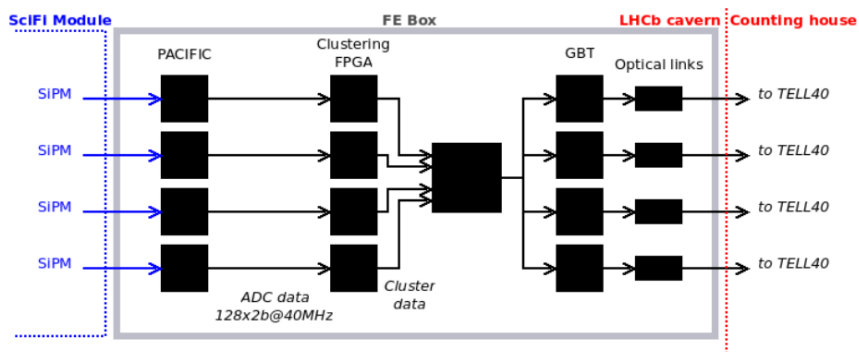 SciFI Module
FE Box
LHCb cavern
Counting house
PACIFIC
Clustering
FPGA
GBT
Optical links
SiPM
to TELL40
SiPM
to TELL40
SiPM
to TELL40
SiPM
to TELL40
ADC data
128x2b@40MHz
Cluster
data